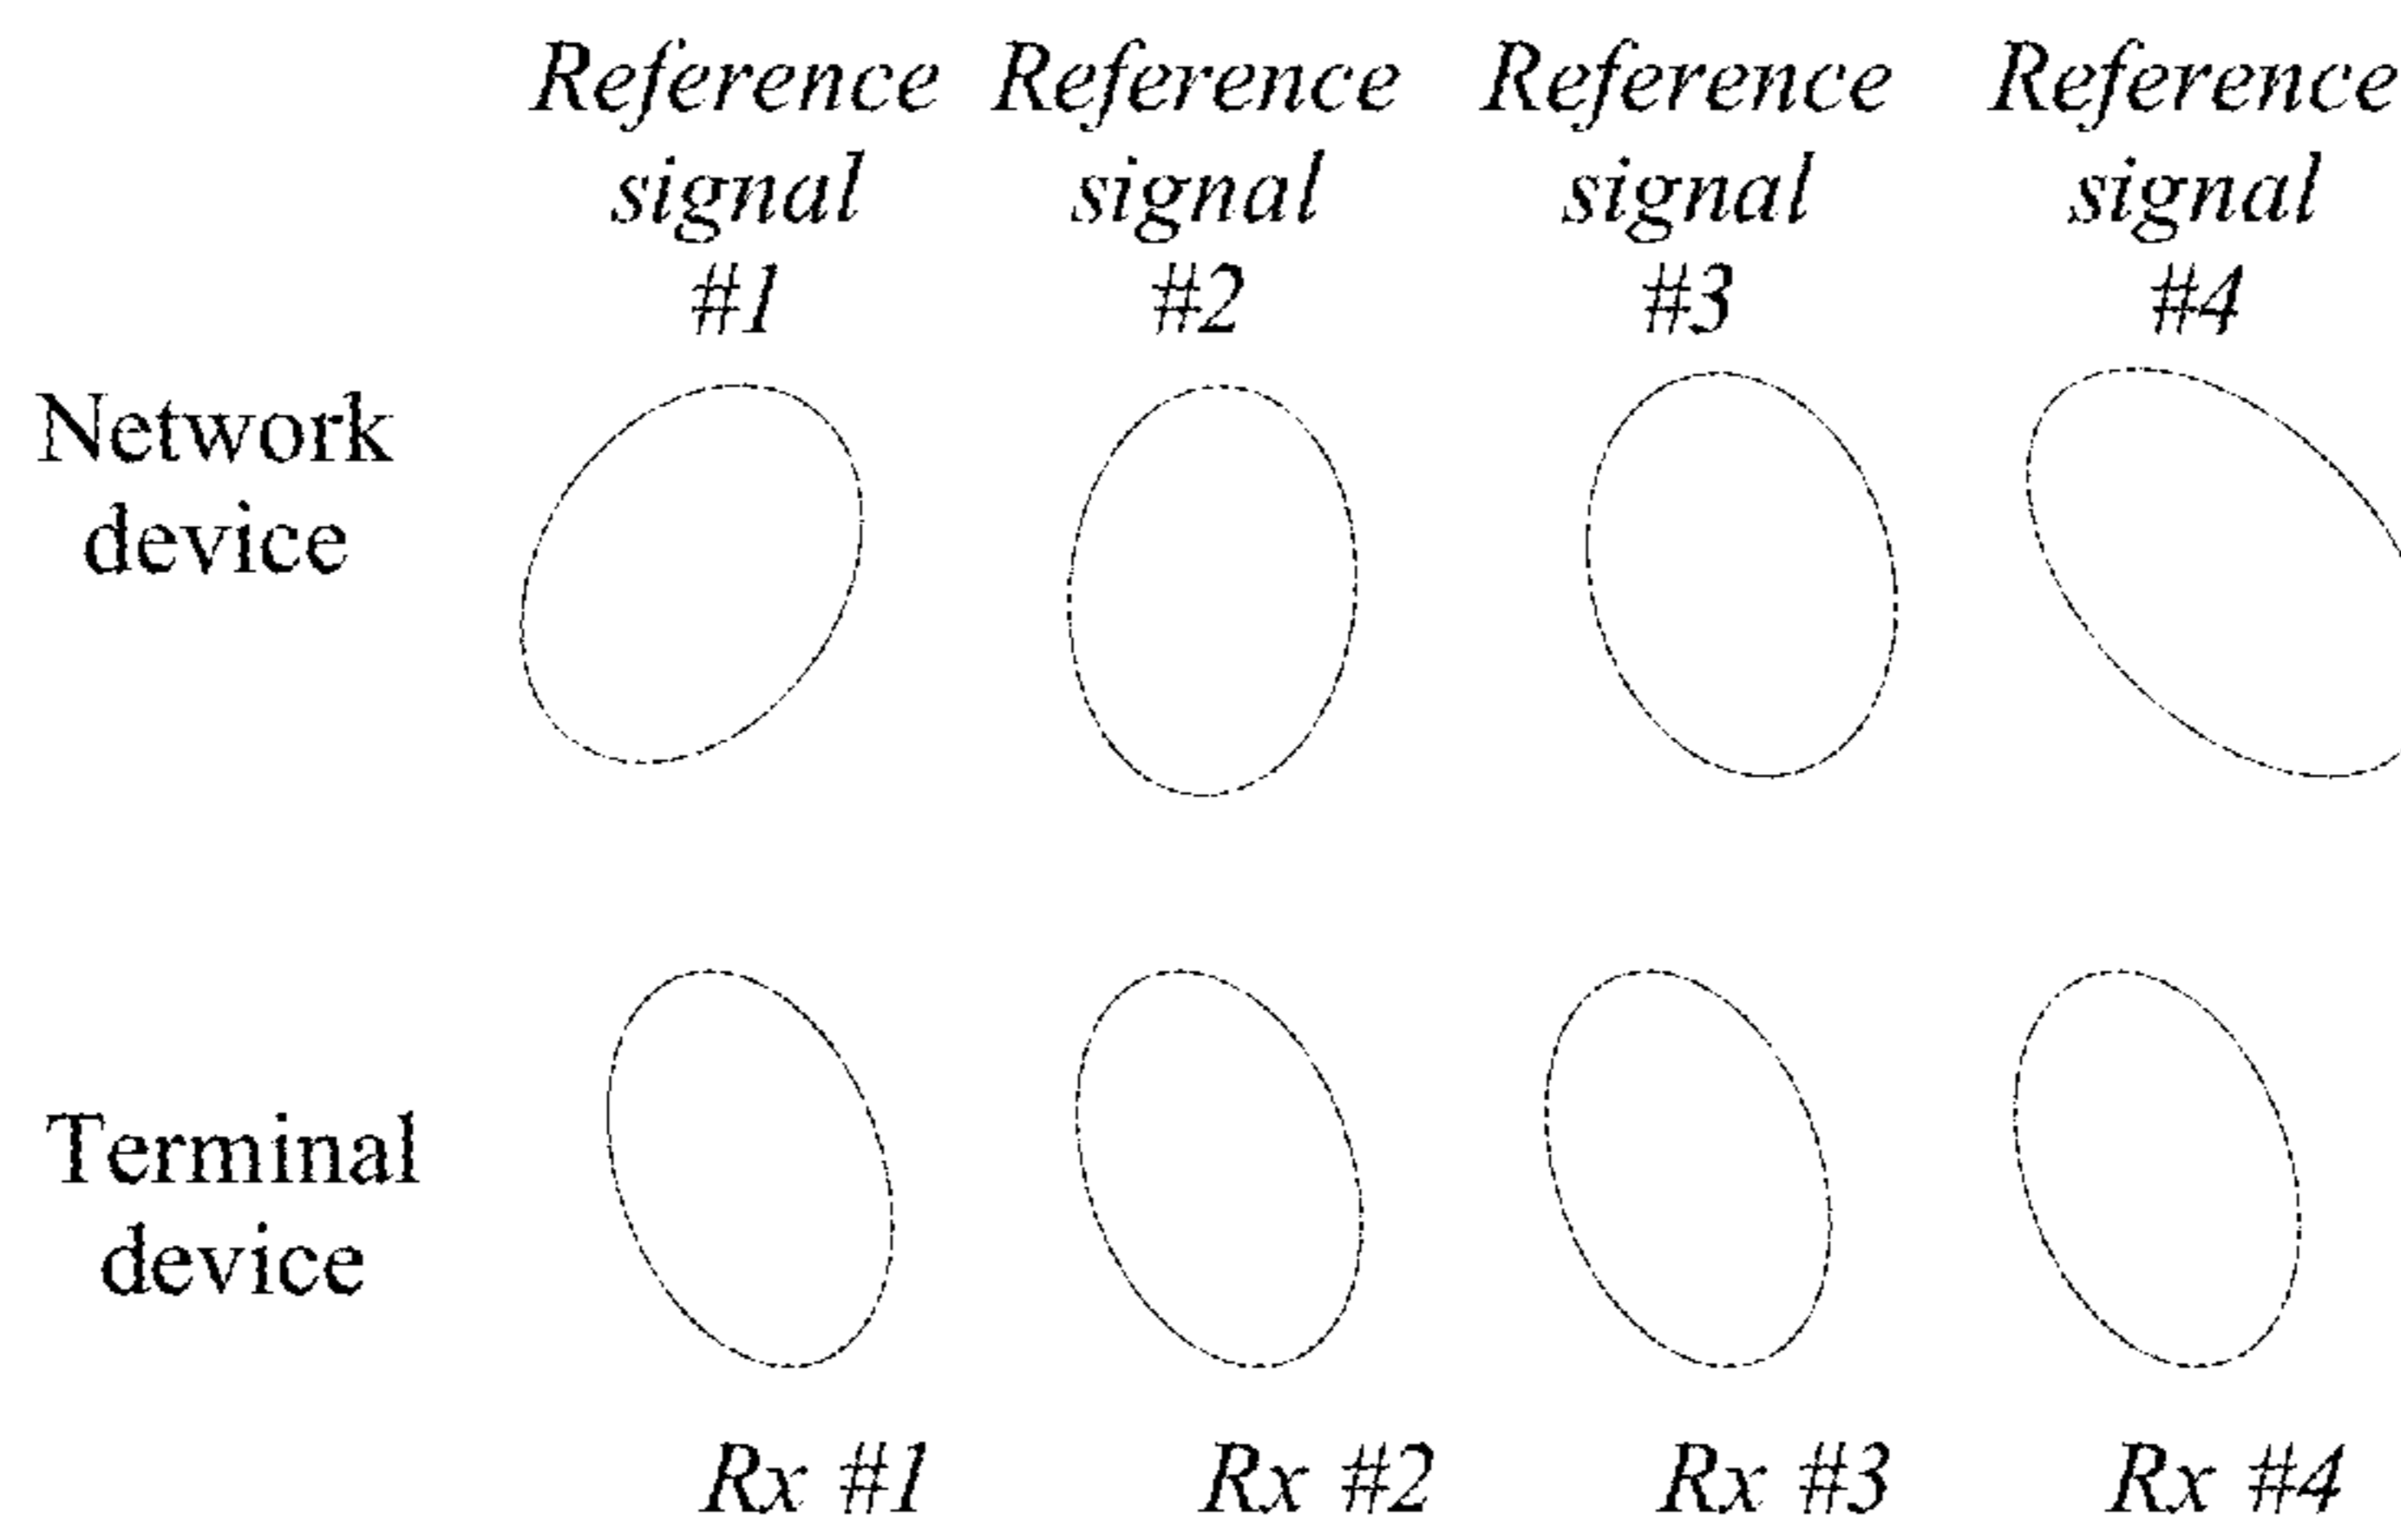 Reference Reference Reference Reference
signal signal signal signal
#1 #2 #3 #4
Network
device
Terminal
device
Rx #1 Rx #2 Rx #3 Rx #4